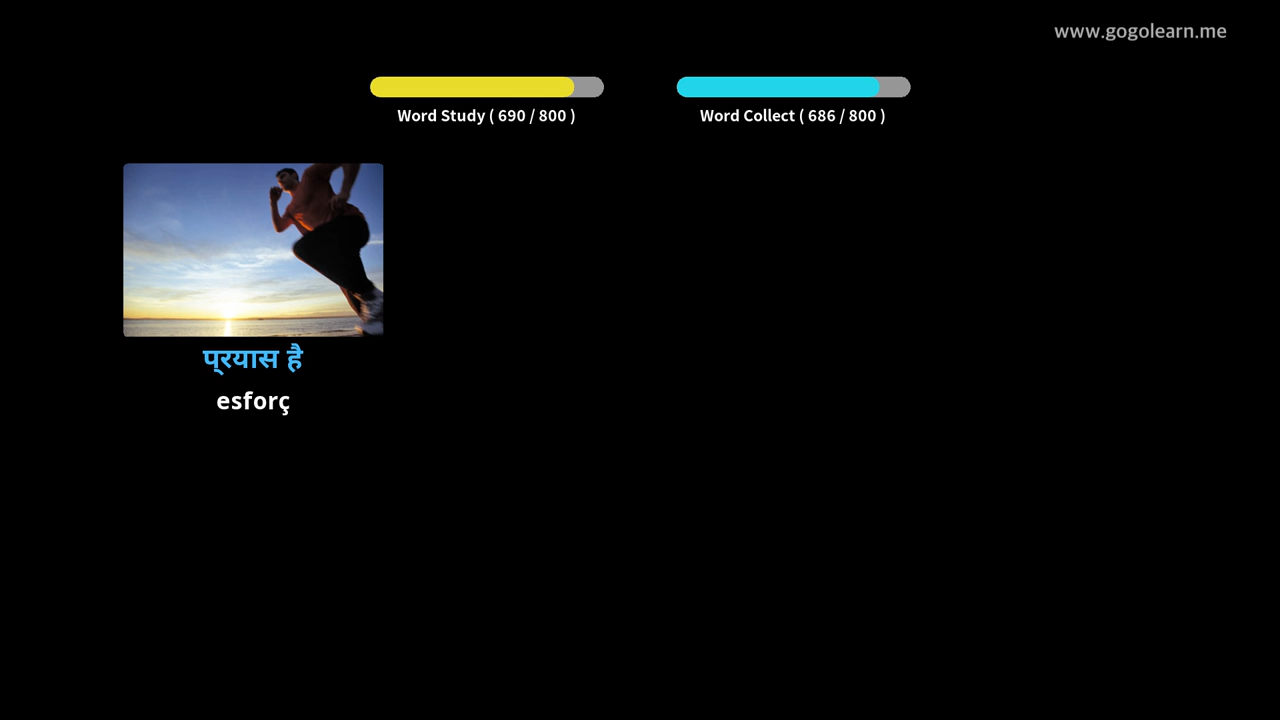 www.gogolearn.me
Word Study ( 690 / 800 )
Word Collect ( 686 / 800 )
प्रयास है
esforç